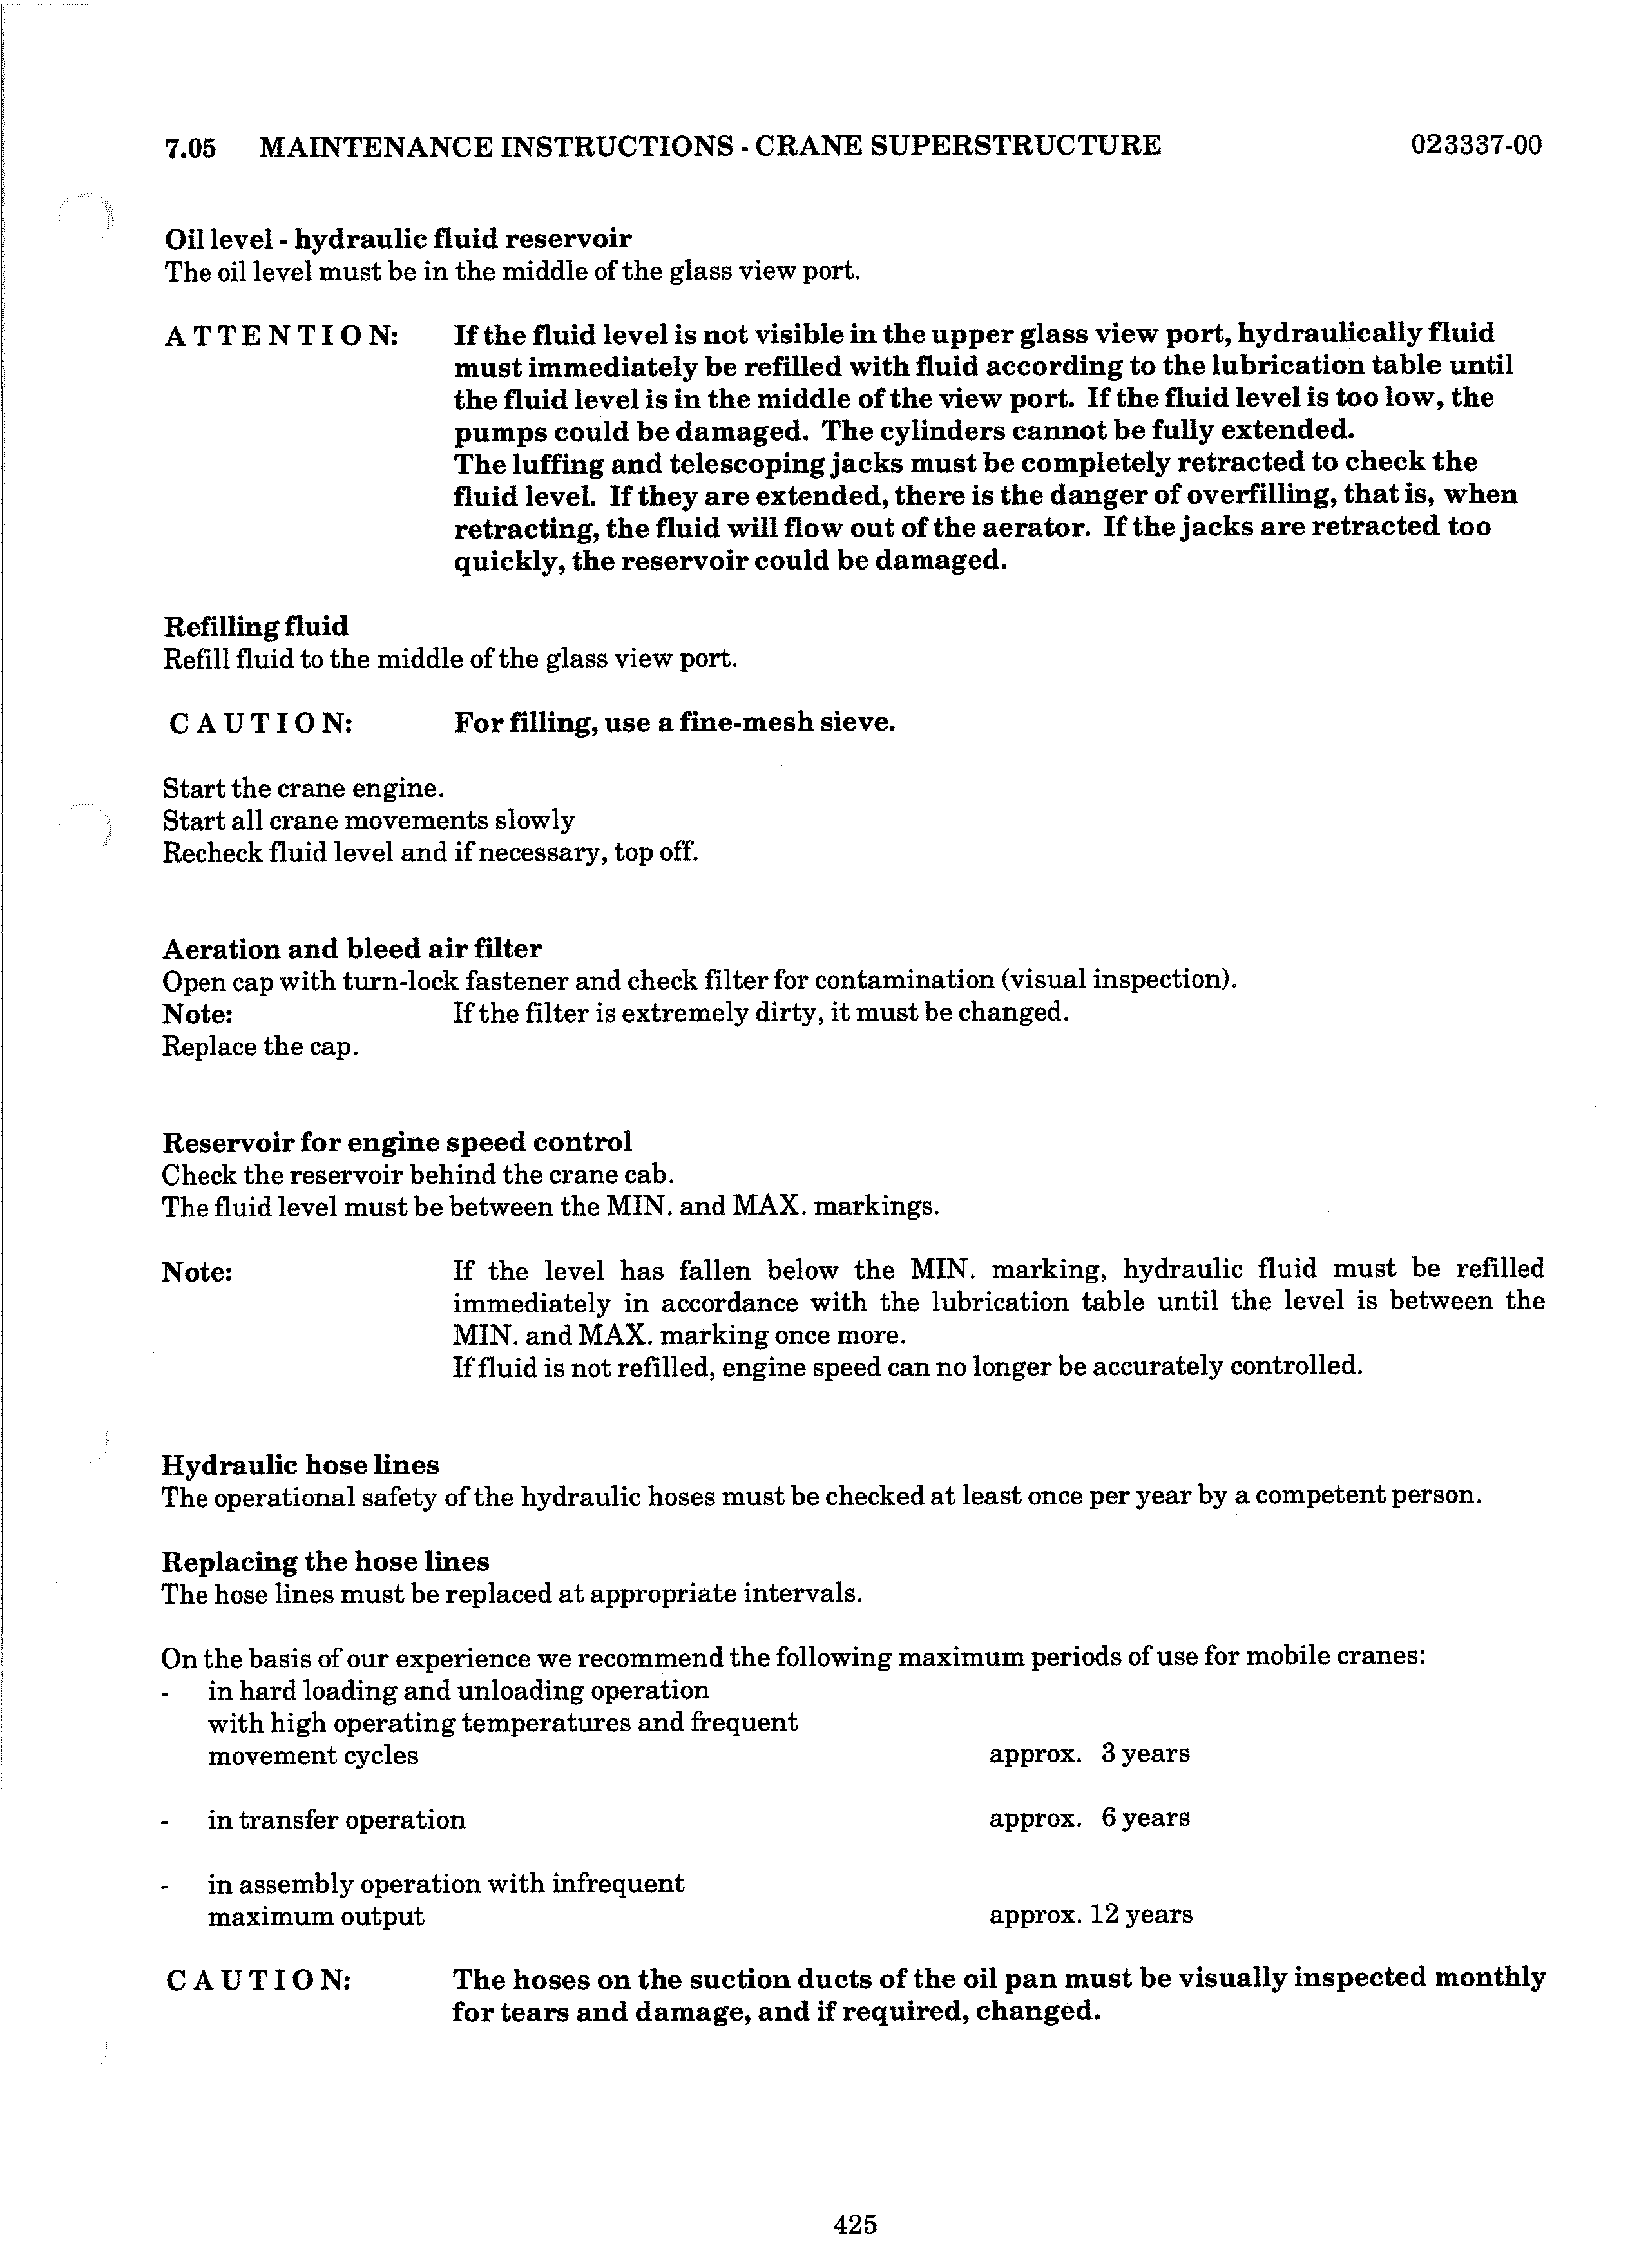 7.05 MAINTENANCE INSTRUCTIONS - CRANE SUPERSTRUCTURE 023337-00
Oil level - hydraulic fluid reservoir
The oil level must be in the middle of the glass view port.
ATTENTION: If the fluid level is not visible in the upper glass view port, hydraulically fluid
must immediately be refilled with fluid according to the lubrication table until
the fluid level is in the middle of the view port. If the fluid level is too low, the
pumps could be damaged. The cylinders cannot be fully extended.
The luffing and telescoping jacks must be completely retracted to check the
fluid level. If they are extended, there is the danger of overfilling, that is, when
retracting, the fluid will flow out of the aerator. If the jacks are retracted too
quickly, the reservoir could be damaged.
Refilling fluid
Refill fluid to the middle of the glass view port.
CAUTION: For filling, use a fine-mesh sieve.
Start the crane engine.
Start all crane movements slowly
Recheck fluid level and if necessary, top off.
Aeration and bleed air filter
Open cap with turn-lock fastener and check filter for contamination (visual inspection).
Note: If the filter is extremely dirty, it must be changed.
Replace the cap.
Reservoir for engine speed control
Check the reservoir behind the crane cab.
The fluid level must be between the MIN. and MAX. markings.
Note: If the level has fallen below the MIN. marking, hydraulic fluid must be refilled
immediately in accordance with the lubrication table until the level is between the
MIN. and MAX. marking once more.
If fluid is not refilled, engine speed can no longer be accurately controlled.
Hydraulic hose lines
The operational safety of the hydraulic hoses must be checked at least once per year by a competent person.
Replacing the hose lines
The hose lines must be replaced at appropriate intervals.
On the basis of our experience we recommend the following maximum periods of use for mobile cranes:
- in hard loading and unloading operation
with high operating temperatures and frequent
movement cycles approx. 3 years
- in transfer operation approx. 6 years
- in assembly operation with infrequent
maximum output approx. 12 years
CAUTION: The hoses on the suction ducts of the oil pan must be visually inspected monthly
for tears and damage, and if required, changed.
425